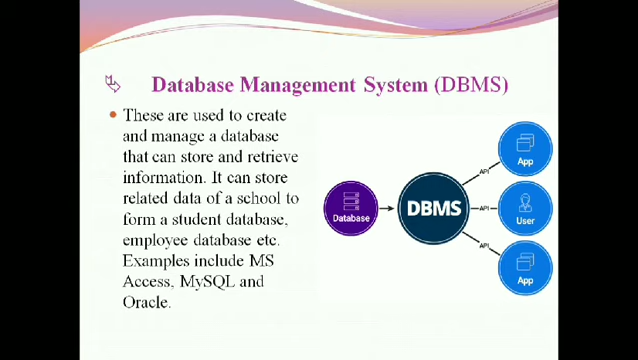 Database Management System (DBMS)
These are used to create
and manage a database
that can store and retrieve
information. It can store
related data of a school to
form a student database,
employee database etc.
Examples include MS
Access, MySQL and
Oracle.
Database
DBMS
API
App
API
User
API
App